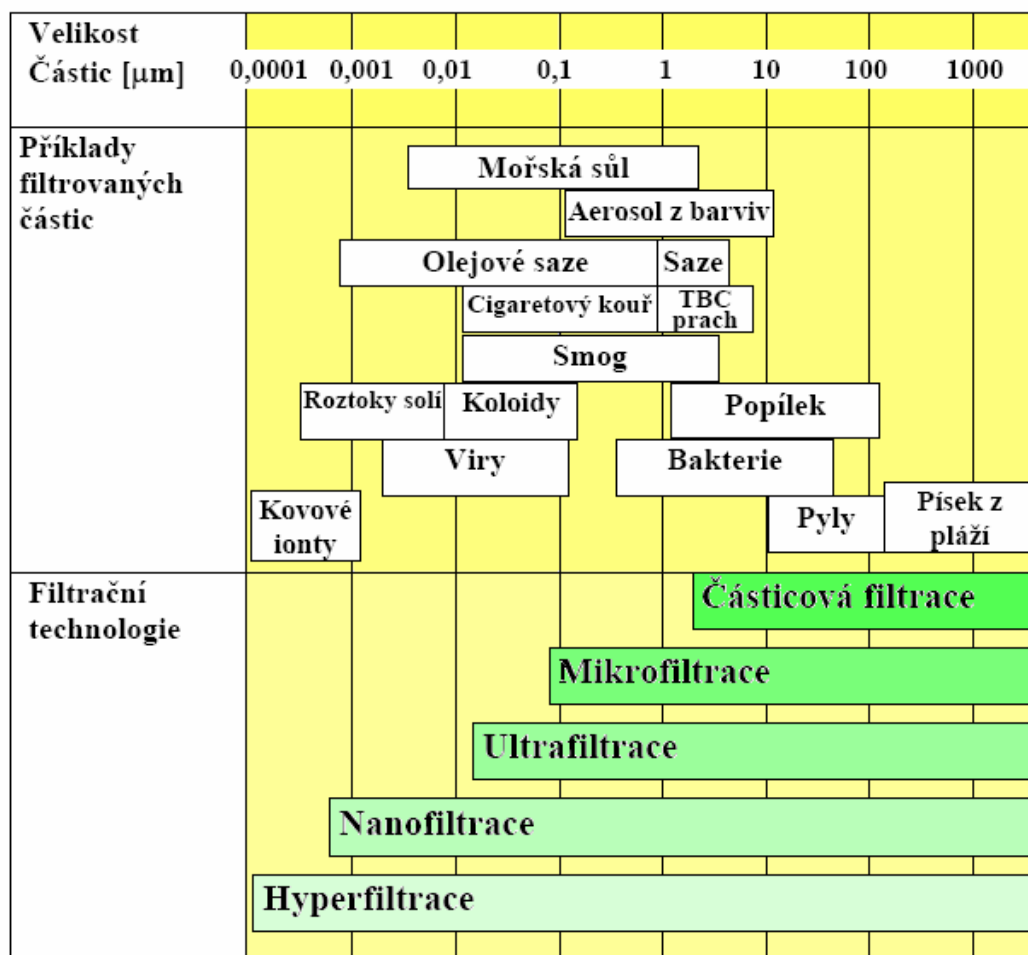 Velikost
Částic [μm]
0,0001 0,001 0,01 0,1 1 10 100 1000
Příklady
filtrovaných
částic
Mořská sůl
Aerosol z barviv
Olejové saze
Saze
Cigaretový kouř
TBC
prach
Smog
Roztoky solí
Koloidy
Popílek
Viry
Bakterie
Kovové
ionty
Pyly
Písek z
pláží
Filtrační
technologie
Částicová filtrace
Mikrofiltrace
Ultrafiltrace
Nanofiltrace
Hyperfiltrace